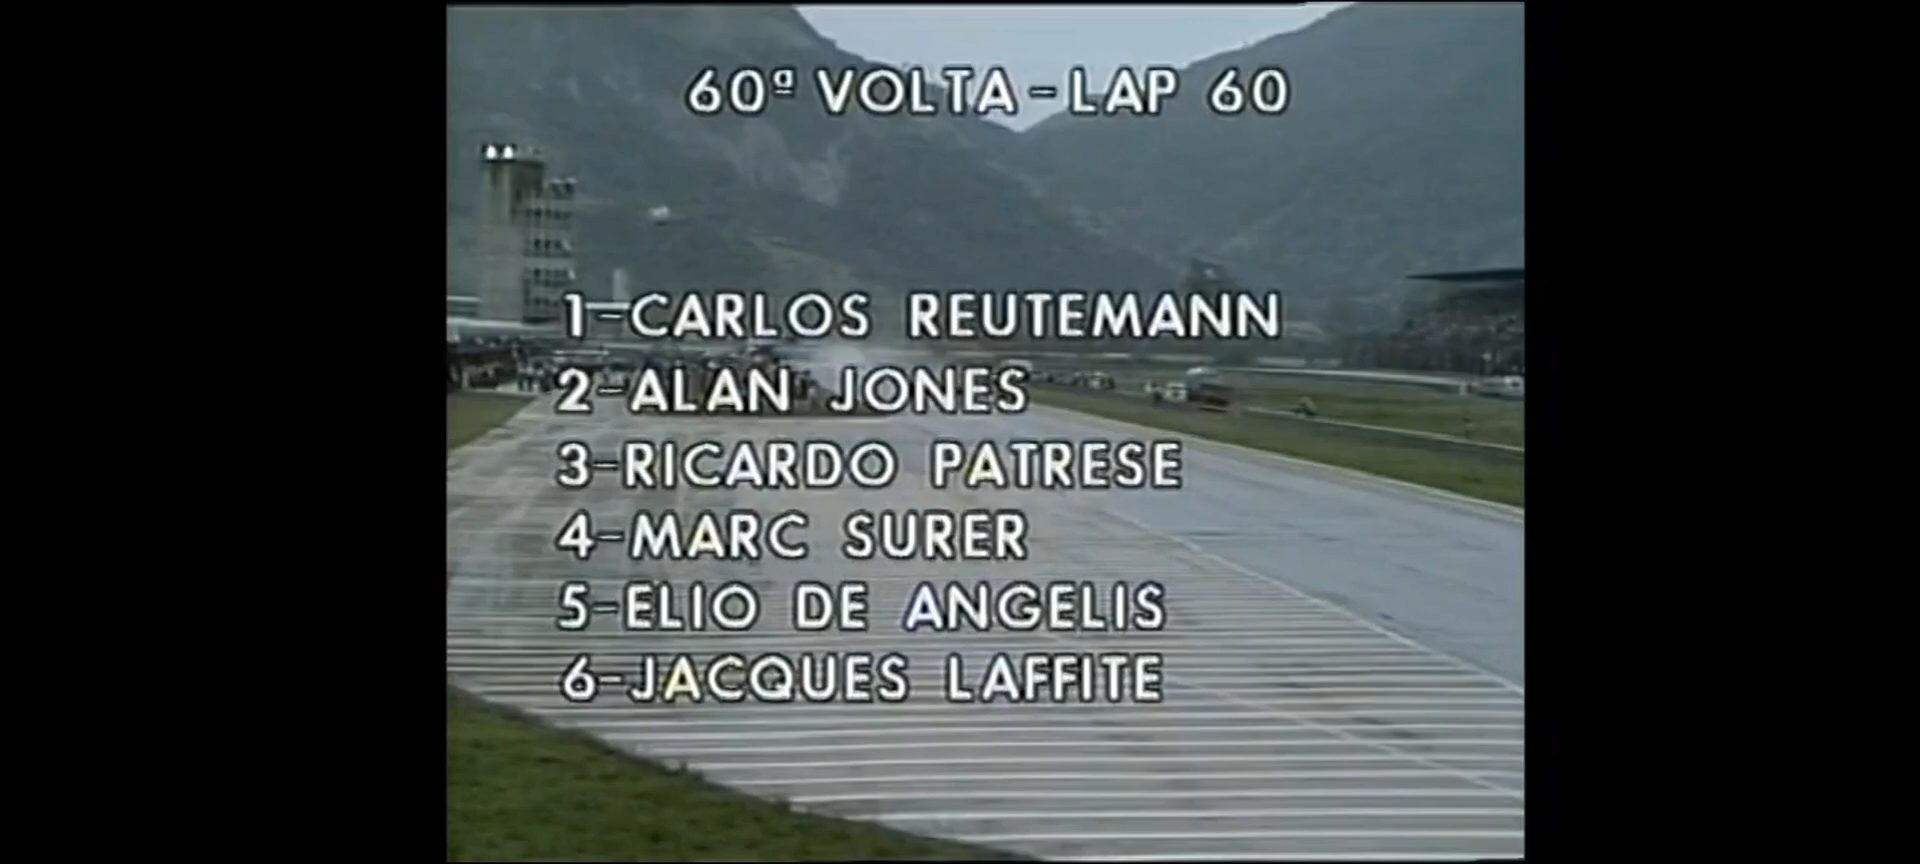 60ª VOLTA-LAP 60
1-CARLOS REUTEMANN
2-ALAN JONES
3-RICARDO PATRESE
4-MARC SURER
5-ELIO DE ANGELIS
6-JACQUES LAFFITE